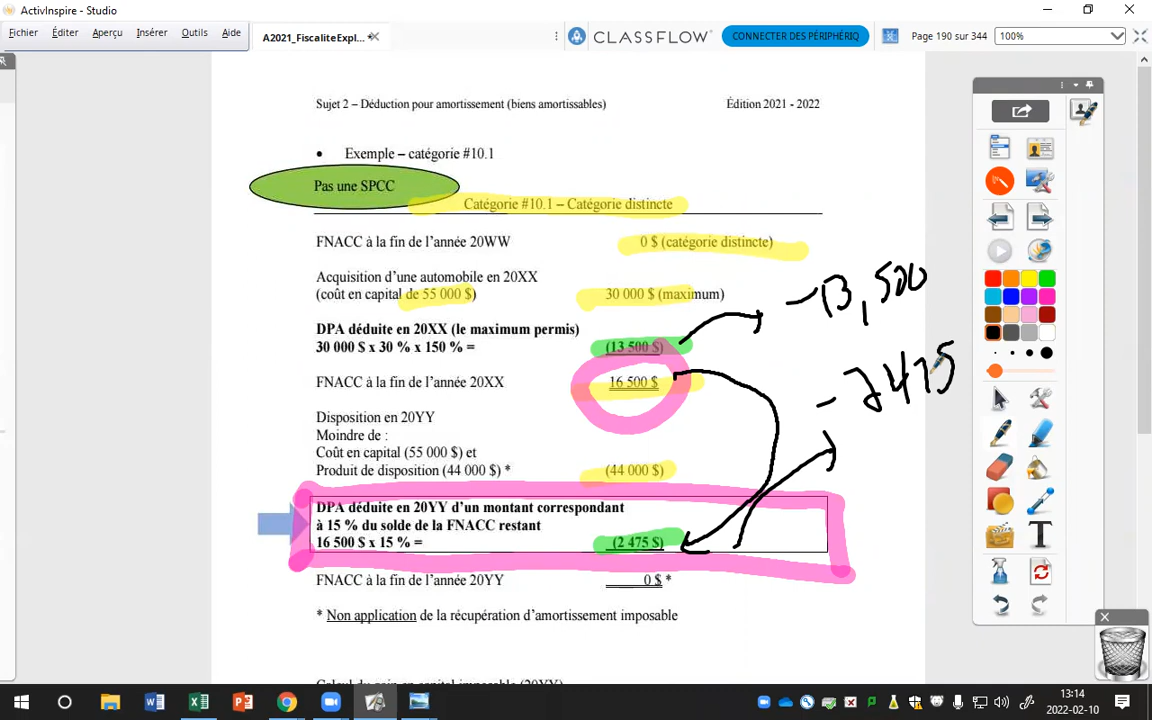 ActivInspire - Studio
Fichier Éditer Aperçu Insérer Outils Aide
A2021_FiscaliteExpl...
CLASSFLOW
CONNECTER DES PÉRIPHÉRIQ
Page 190 sur 344
100%
Sujet 2 – Déduction pour amortissement (biens amortissables)
Édition 2021 - 2022
• Exemple – catégorie #10.1
Pas une SPCC
Catégorie #10.1 – Catégorie distincte
FNACC à la fin de l'année 20WW 0 $ (catégorie distincte)
Acquisition d'une automobile en 20XX
(coût en capital de 55 000 $) 30 000 $ (maximum)
- 13,500
DPA déduite en 20XX (le maximum permis)
30 000 $ x 30 % x 150 % = (13 500 $)
FNACC à la fin de l'année 20XX 16 500 $
- 2475
Disposition en 20YY
Moindre de :
Coût en capital (55 000 $) et
Produit de disposition (44 000 $) * (44 000 $)
DPA déduite en 20YY d'un montant correspondant
à 15 % du solde de la FNACC restant
16 500 $ x 15 % = (2 475 $)
FNACC à la fin de l'année 20YY 0 $ *
* Non application de la récupération d'amortissement imposable
Calcul du gain en capital imposable (20YY)
13:14
2022-02-10